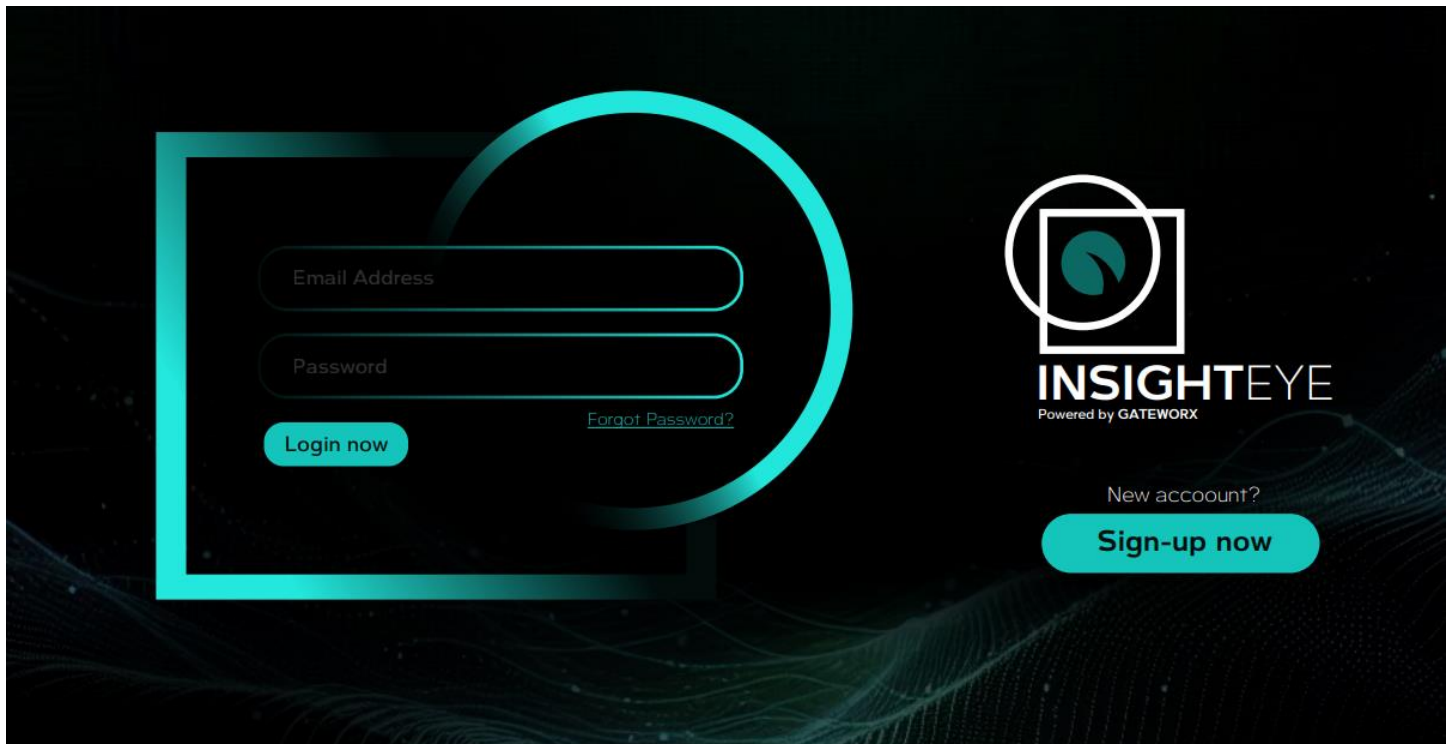 Email Address
Password
Forgot Password?
Login now
INSIGHTEYE
Powered by GATEWORX
New accoount?
Sign-up now